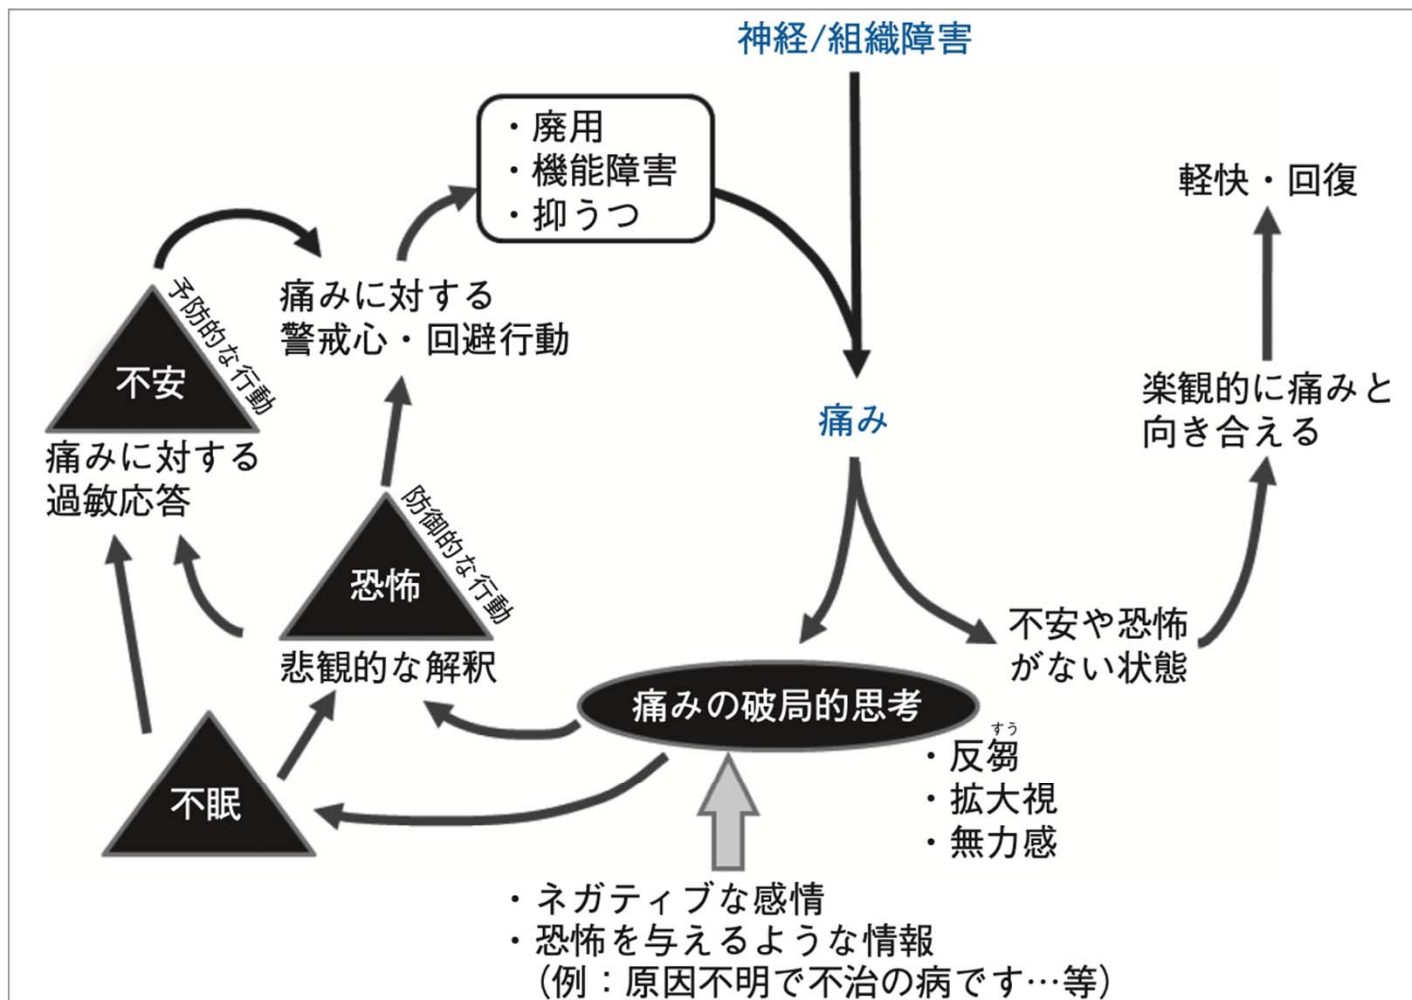 神経/組織障害
・廃用
・機能障害
・抑うつ
軽快・回復
予防的な行動
不安
痛みに対する
過敏応答
痛みに対する
警戒心・回避行動
痛み
楽観的に痛みと
向き合える
防御的な行動
恐怖
悲観的な解釈
不安や恐怖
がない状態
痛みの破局的思考
すう
・反芻
・拡大視
・無力感
不眠
・ネガティブな感情
・恐怖を与えるような情報
(例：原因不明で不治の病です…等)